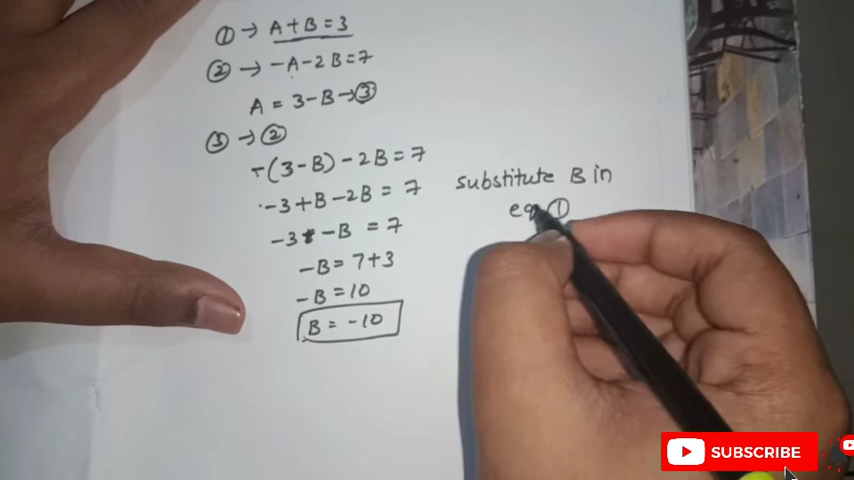 ① → A + B = 3
② → -A - 2B = 7
A = 3 - B → ③
③ → ②
-(3 - B) - 2B = 7
-3 + B - 2B = 7
-3 - B = 7
-B = 7 + 3
-B = 10
B = -10
substitute B in
eq ①
SUBSCRIBE